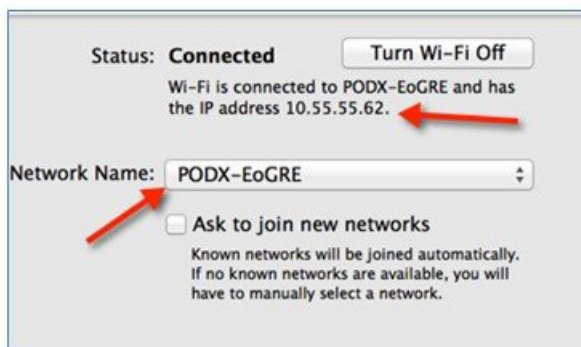 Status: Connected Turn Wi-Fi Off
Wi-Fi is connected to PODX-EoGRE and has
the IP address 10.55.55.62.
Network Name: PODX-EoGRE
Ask to join new networks
Known networks will be joined automatically.
If no known networks are available, you will
have to manually select a network.